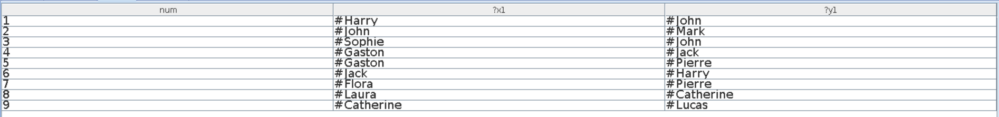 num ?x1 ?y1
1 #Harry #John
2 #John #Mark
3 #Sophie #John
4 #Gaston #Jack
5 #Gaston #Pierre
6 #Jack #Harry
7 #Flora #Pierre
8 #Laura #Catherine
9 #Catherine #Lucas